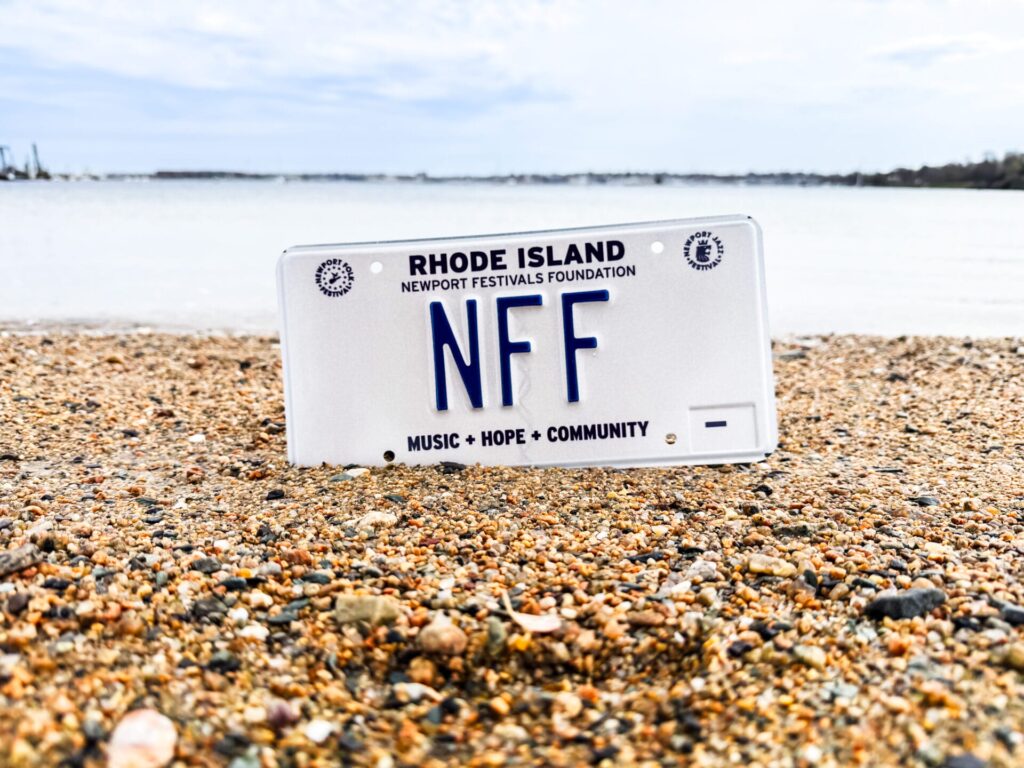 RHODE ISLAND
NEWPORT FESTIVALS FOUNDATION
NEWPORT FOLK FESTIVAL
NEWPORT JAZZ FESTIVAL
NFF
MUSIC + HOPE + COMMUNITY
-